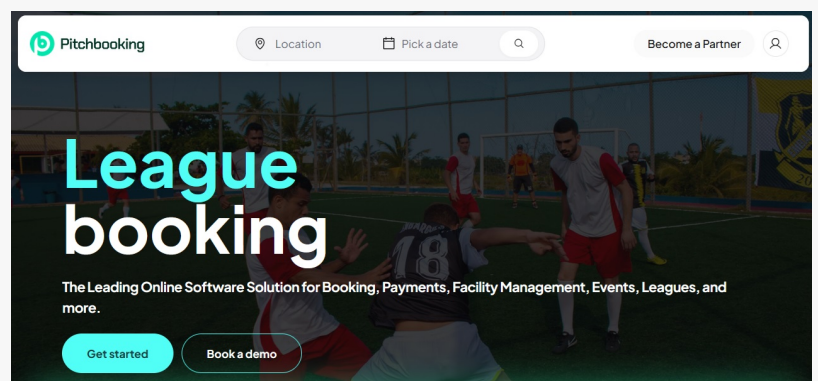 Pitchbooking
Location
Pick a date
Become a Partner
League
booking
The Leading Online Software Solution for Booking, Payments, Facility Management, Events, Leagues, and
more.
Get started
Book a demo
18